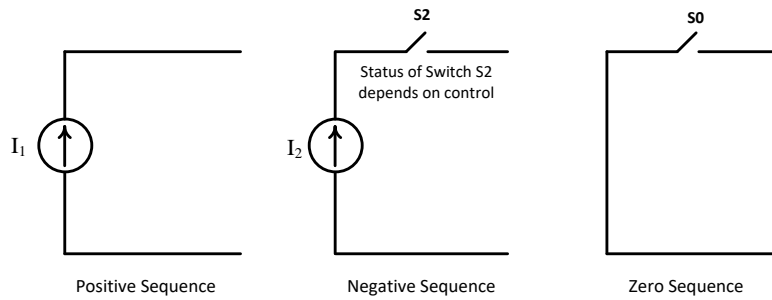 S2
S0
Status of Switch S2
depends on control
I1
I2
Positive Sequence
Negative Sequence
Zero Sequence